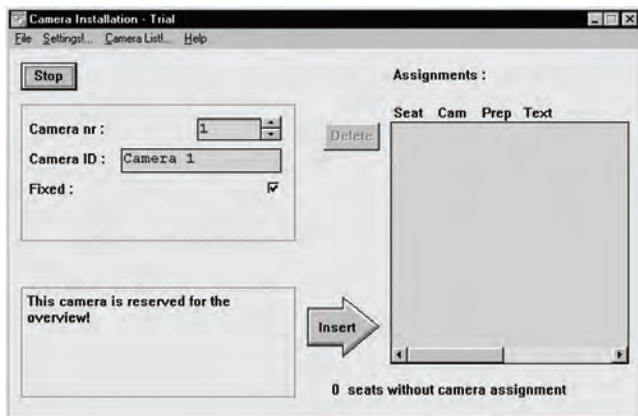 Camera Installation - Trial
File Settings!... Camera List!... Help
Stop
Assignments :
Seat Cam Prep Text
Camera nr : 1
Delete
Camera ID : Camera 1
Fixed :
This camera is reserved for the
overview!
Insert
0 seats without camera assignment